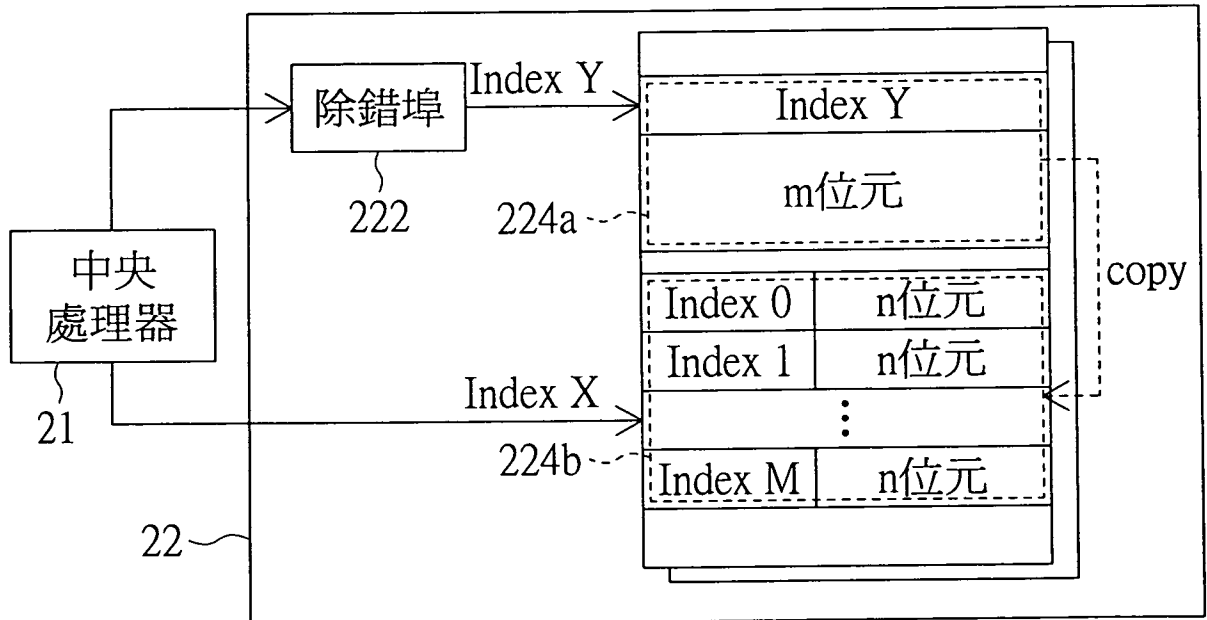 除錯埠
222
Index Y
Index Y
m位元
224a
copy
中央
處理器
21
Index 0 n位元
Index 1 n位元
Index X
⋮
224b
Index M n位元
22